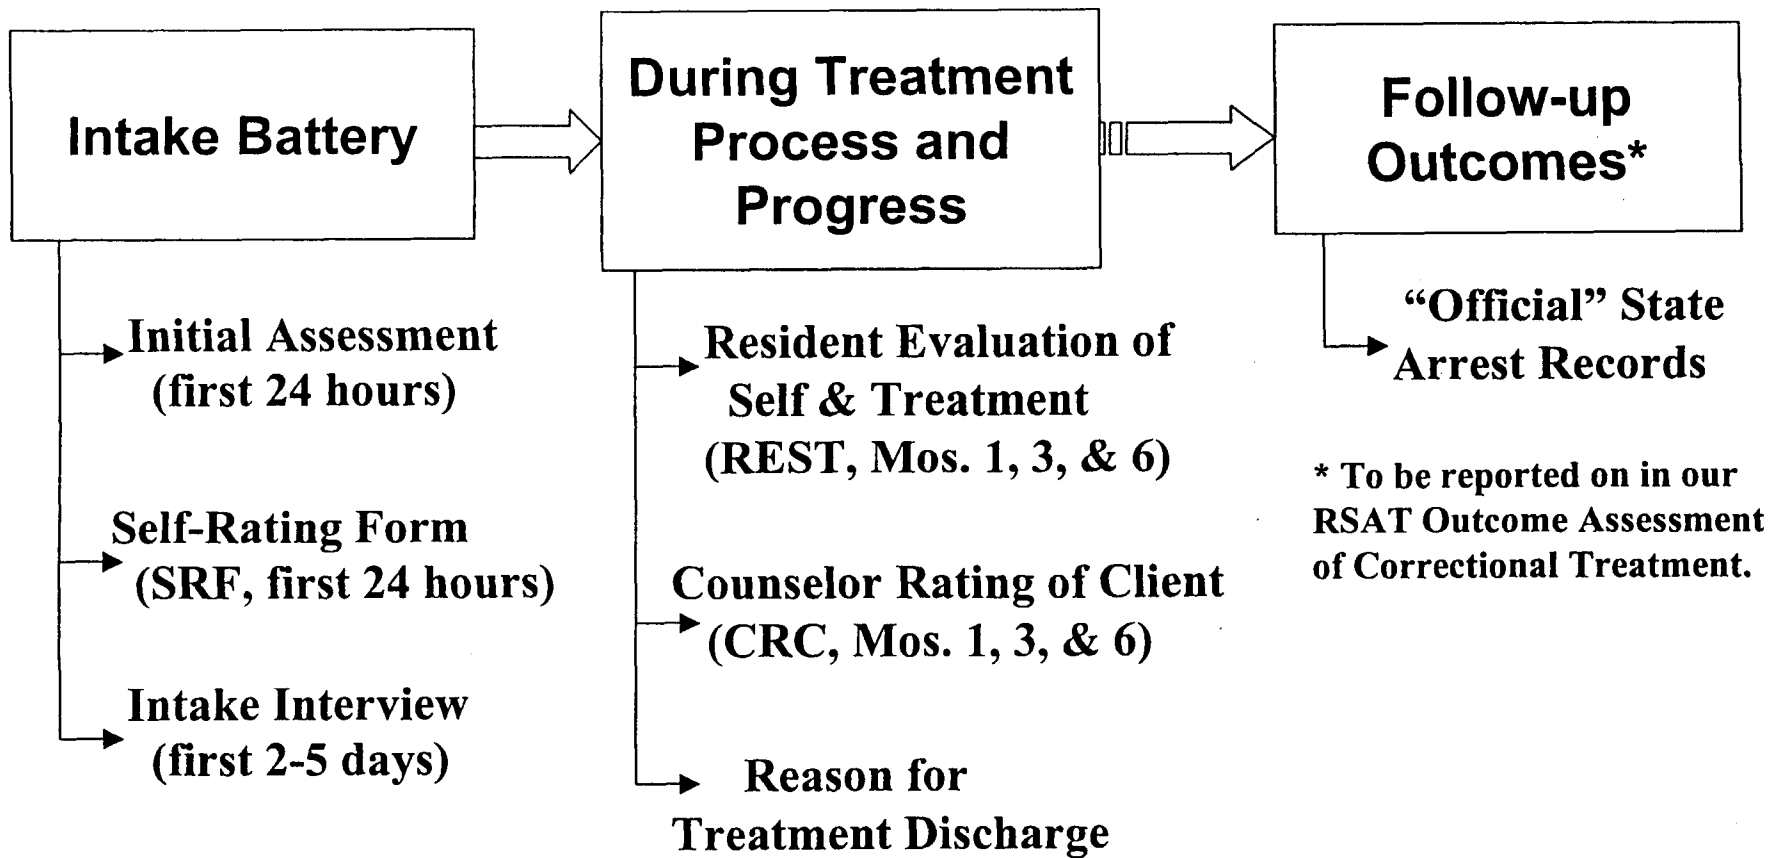 Intake Battery
Initial Assessment
(first 24 hours)
Self-Rating Form
(SRF, first 24 hours)
Intake Interview
(first 2-5 days)
During Treatment
Process and
Progress
Resident Evaluation of
Self & Treatment
(REST, Mos. 1, 3, & 6)
Counselor Rating of Client
(CRC, Mos. 1, 3, & 6)
Reason for
Treatment Discharge
Follow-up
Outcomes*
“Official” State
Arrest Records
* To be reported on in our
RSAT Outcome Assessment
of Correctional Treatment.